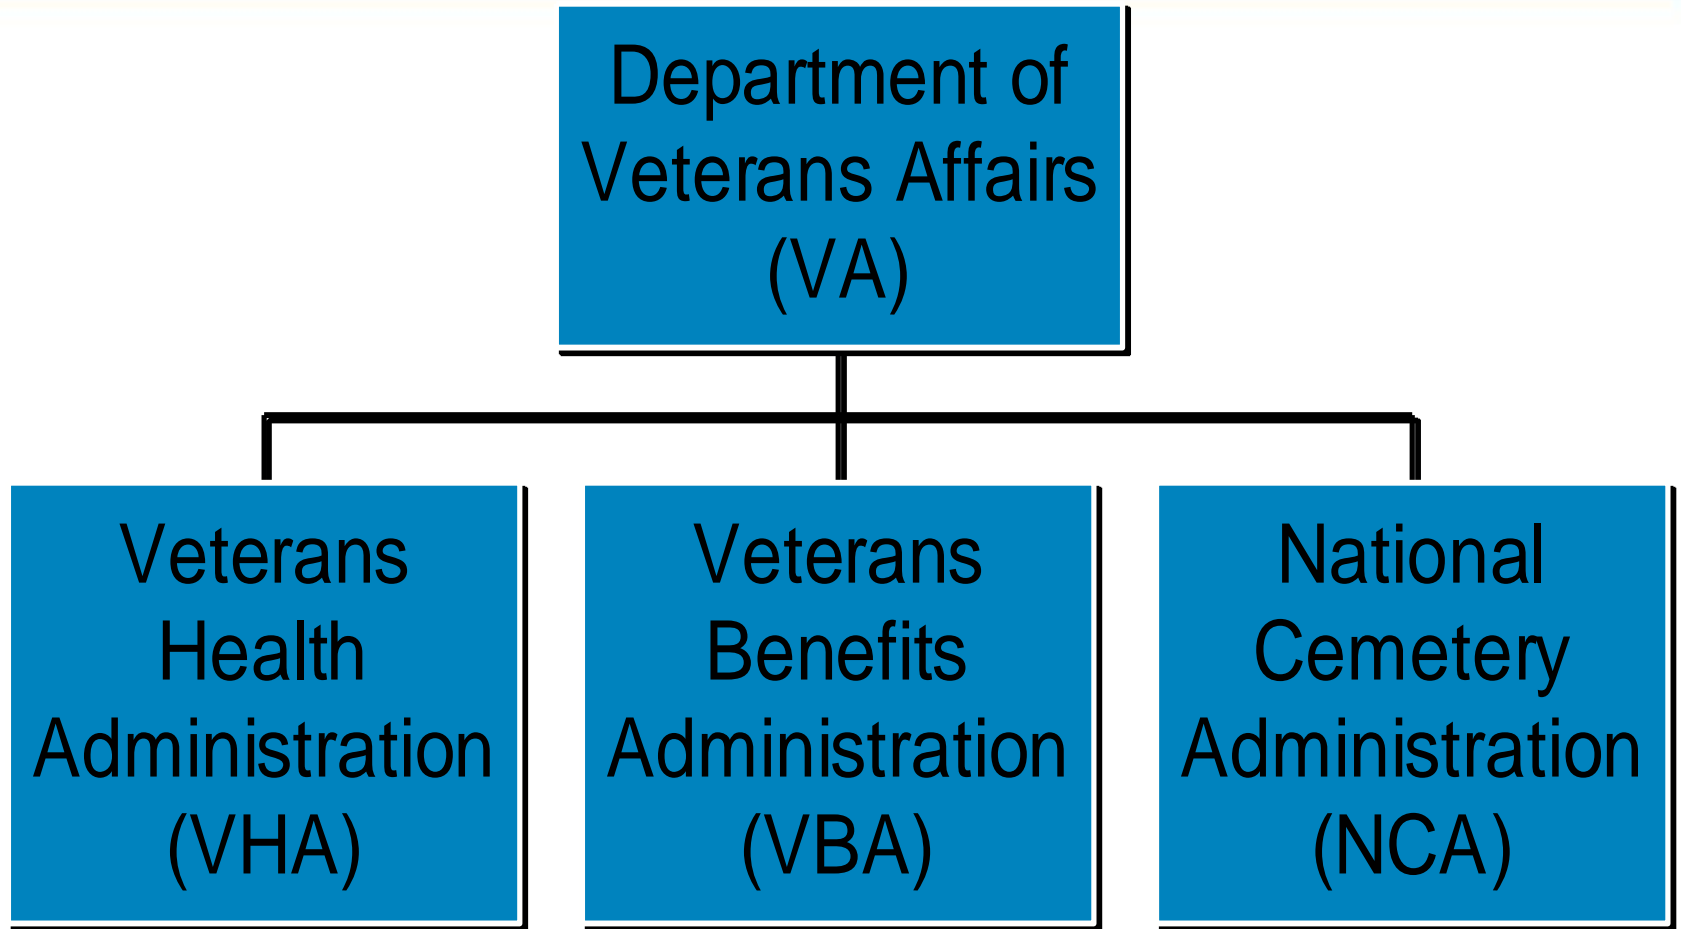 Department of
Veterans Affairs
(VA)
Veterans
Health
Administration
(VHA)
Veterans
Benefits
Administration
(VBA)
National
Cemetery
Administration
(NCA)